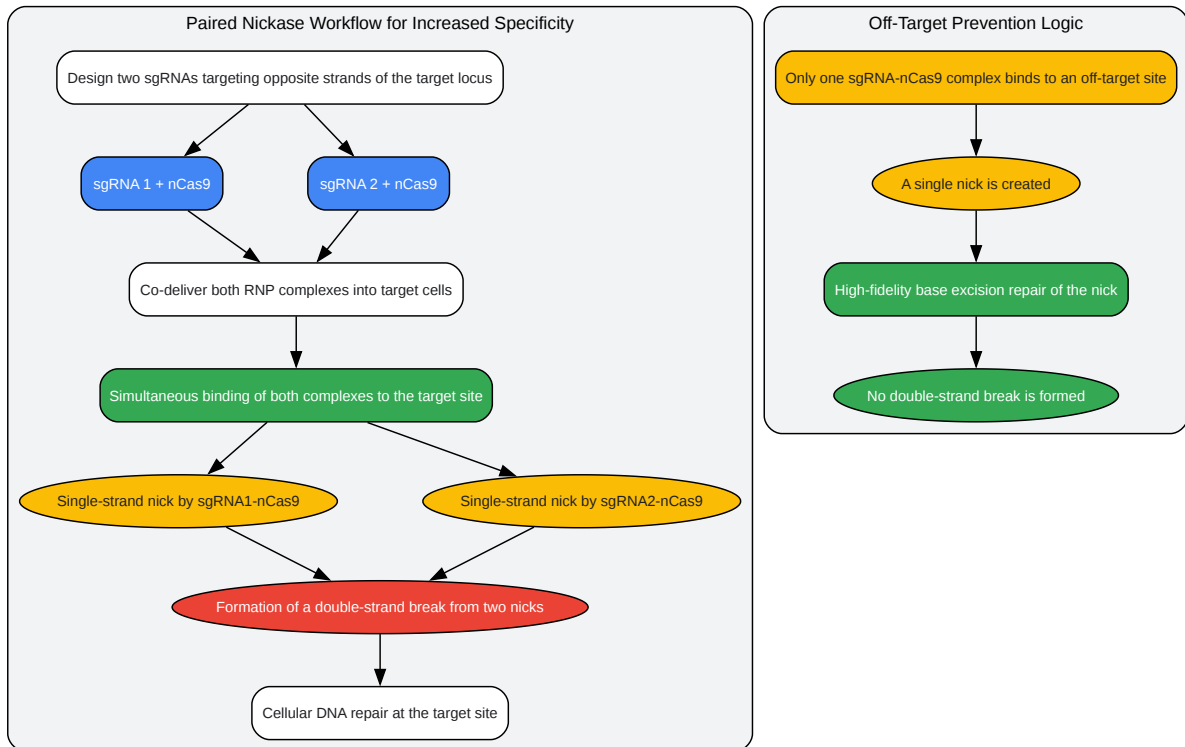 Paired Nickase Workflow for Increased Specificity
Design two sgRNAs targeting opposite strands of the target locus
sgRNA 1 + nCas9
sgRNA 2 + nCas9
Co-deliver both RNP complexes into target cells
Simultaneous binding of both complexes to the target site
Single-strand nick by sgRNA1-nCas9
Single-strand nick by sgRNA2-nCas9
Formation of a double-strand break from two nicks
Cellular DNA repair at the target site
Off-Target Prevention Logic
Only one sgRNA-nCas9 complex binds to an off-target site
A single nick is created
High-fidelity base excision repair of the nick
No double-strand break is formed